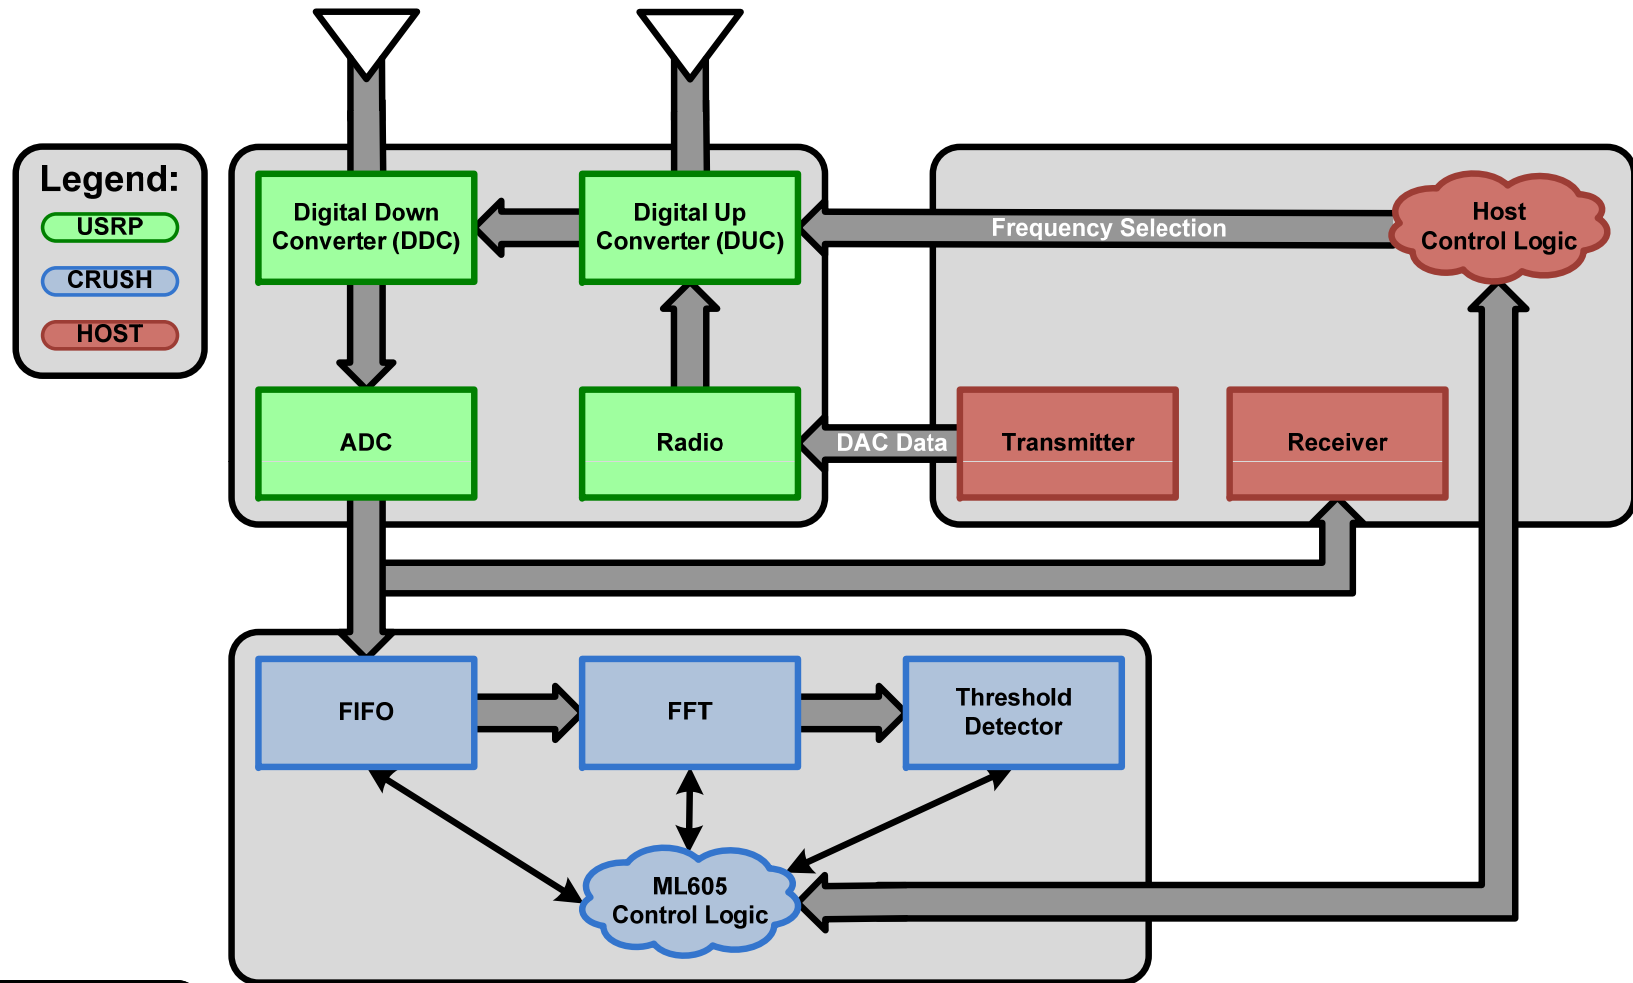 Legend:
USRP
CRUSH
HOST
Digital Down
Converter (DDC)
Digital Up
Converter (DUC)
Frequency Selection
Host
Control Logic
ADC
Radio
DAC Data
Transmitter
Receiver
FIFO
FFT
Threshold
Detector
ML605
Control Logic